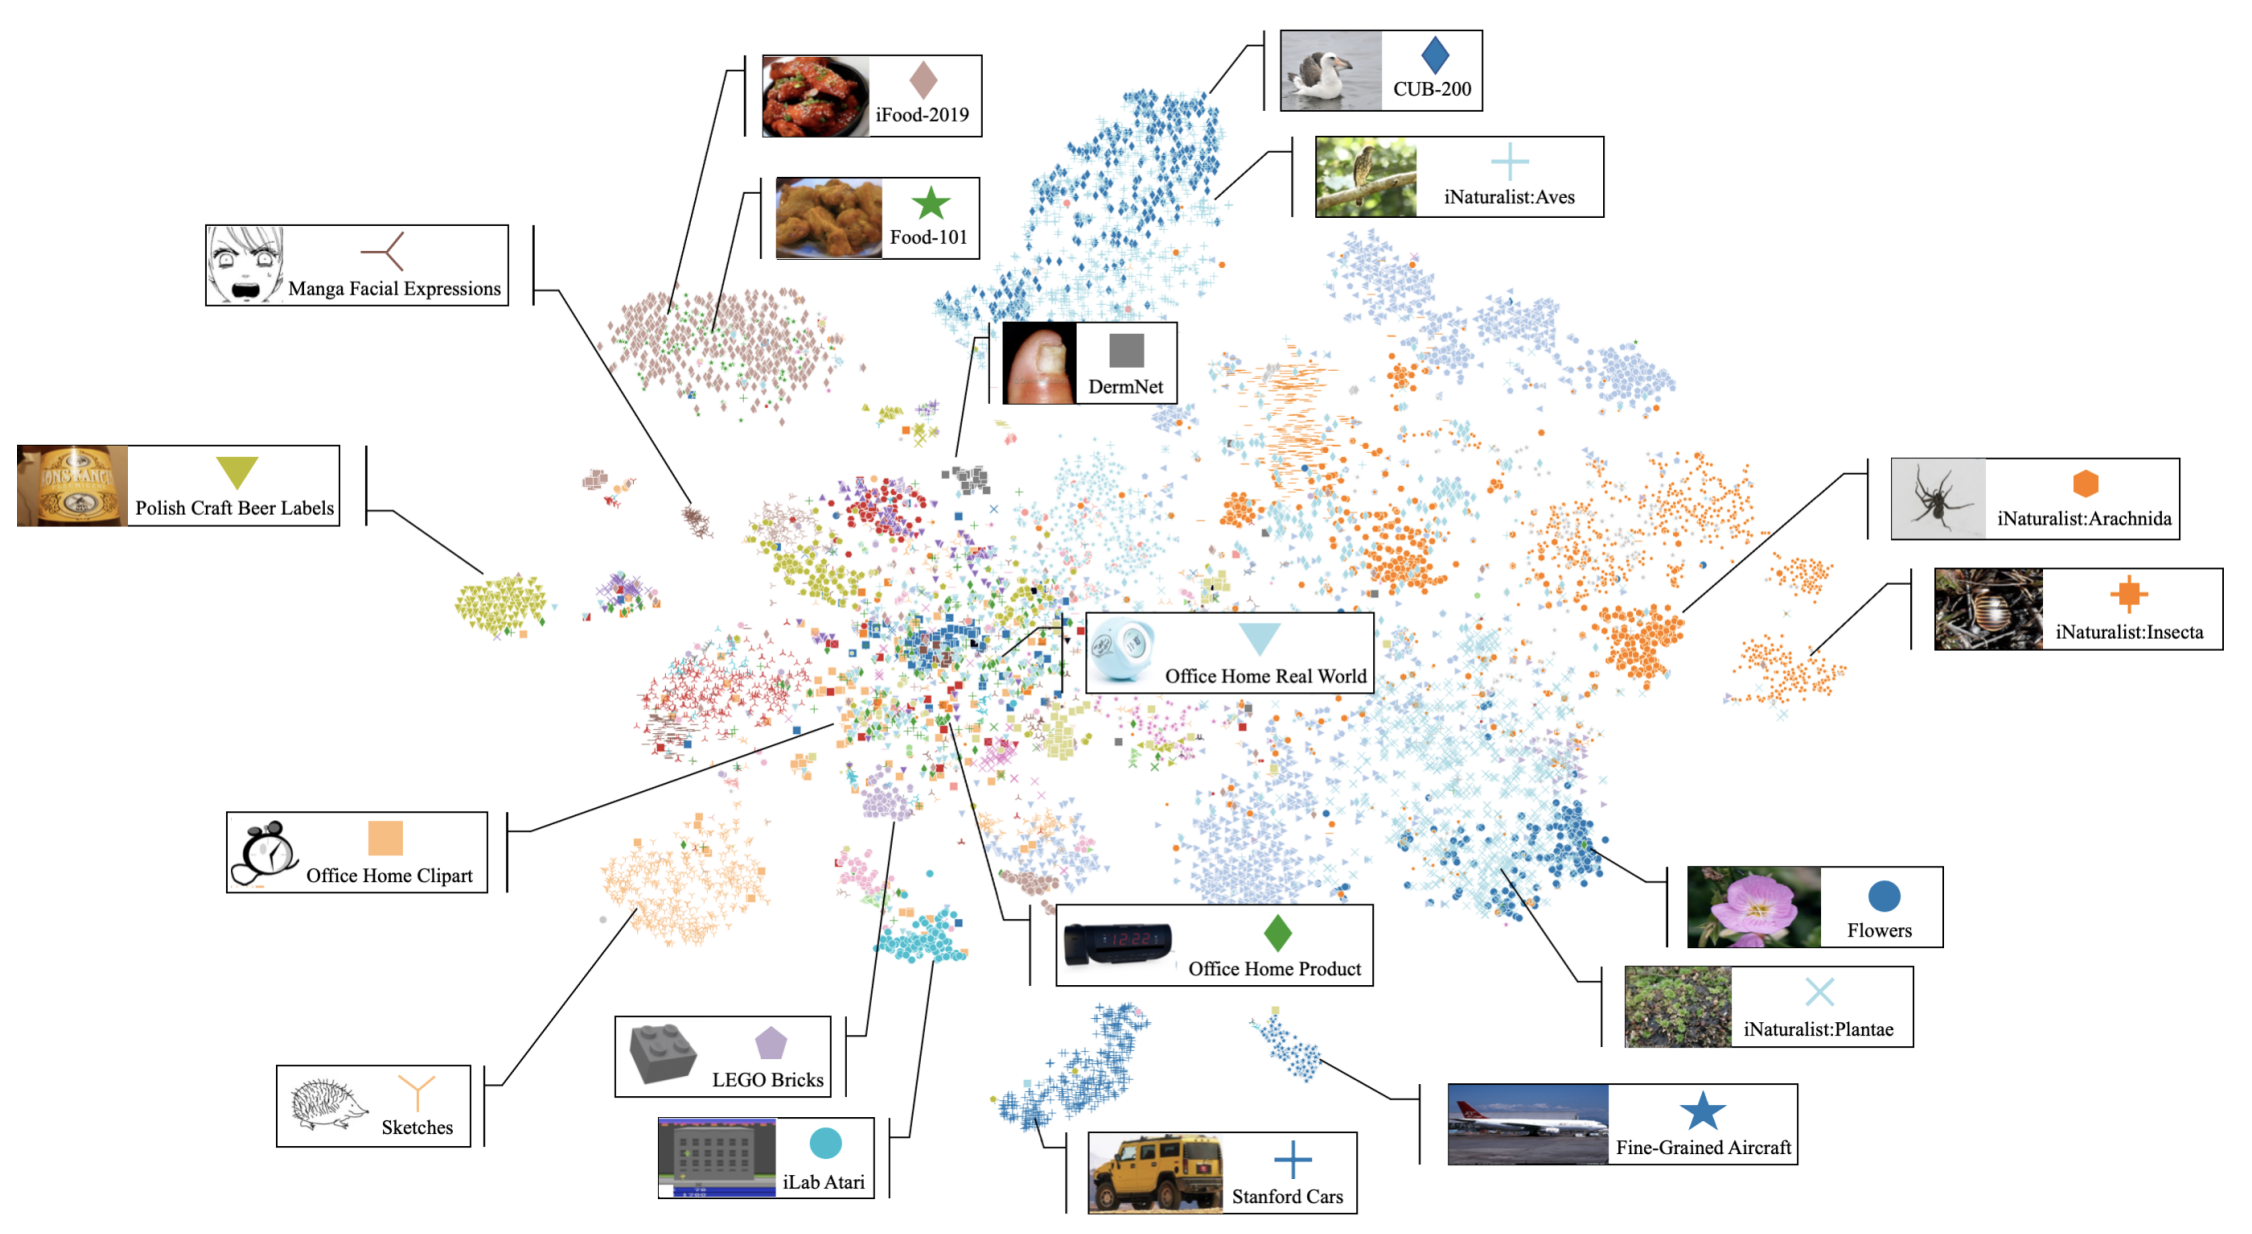 iFood-2019
CUB-200
iNaturalist:Aves
Food-101
Manga Facial Expressions
DermNet
Polish Craft Beer Labels
iNaturalist:Arachnida
iNaturalist:Insecta
Office Home Real World
Office Home Clipart
Flowers
Office Home Product
12:22
iNaturalist:Plantae
LEGO Bricks
Sketches
iLab Atari
Fine-Grained Aircraft
Stanford Cars